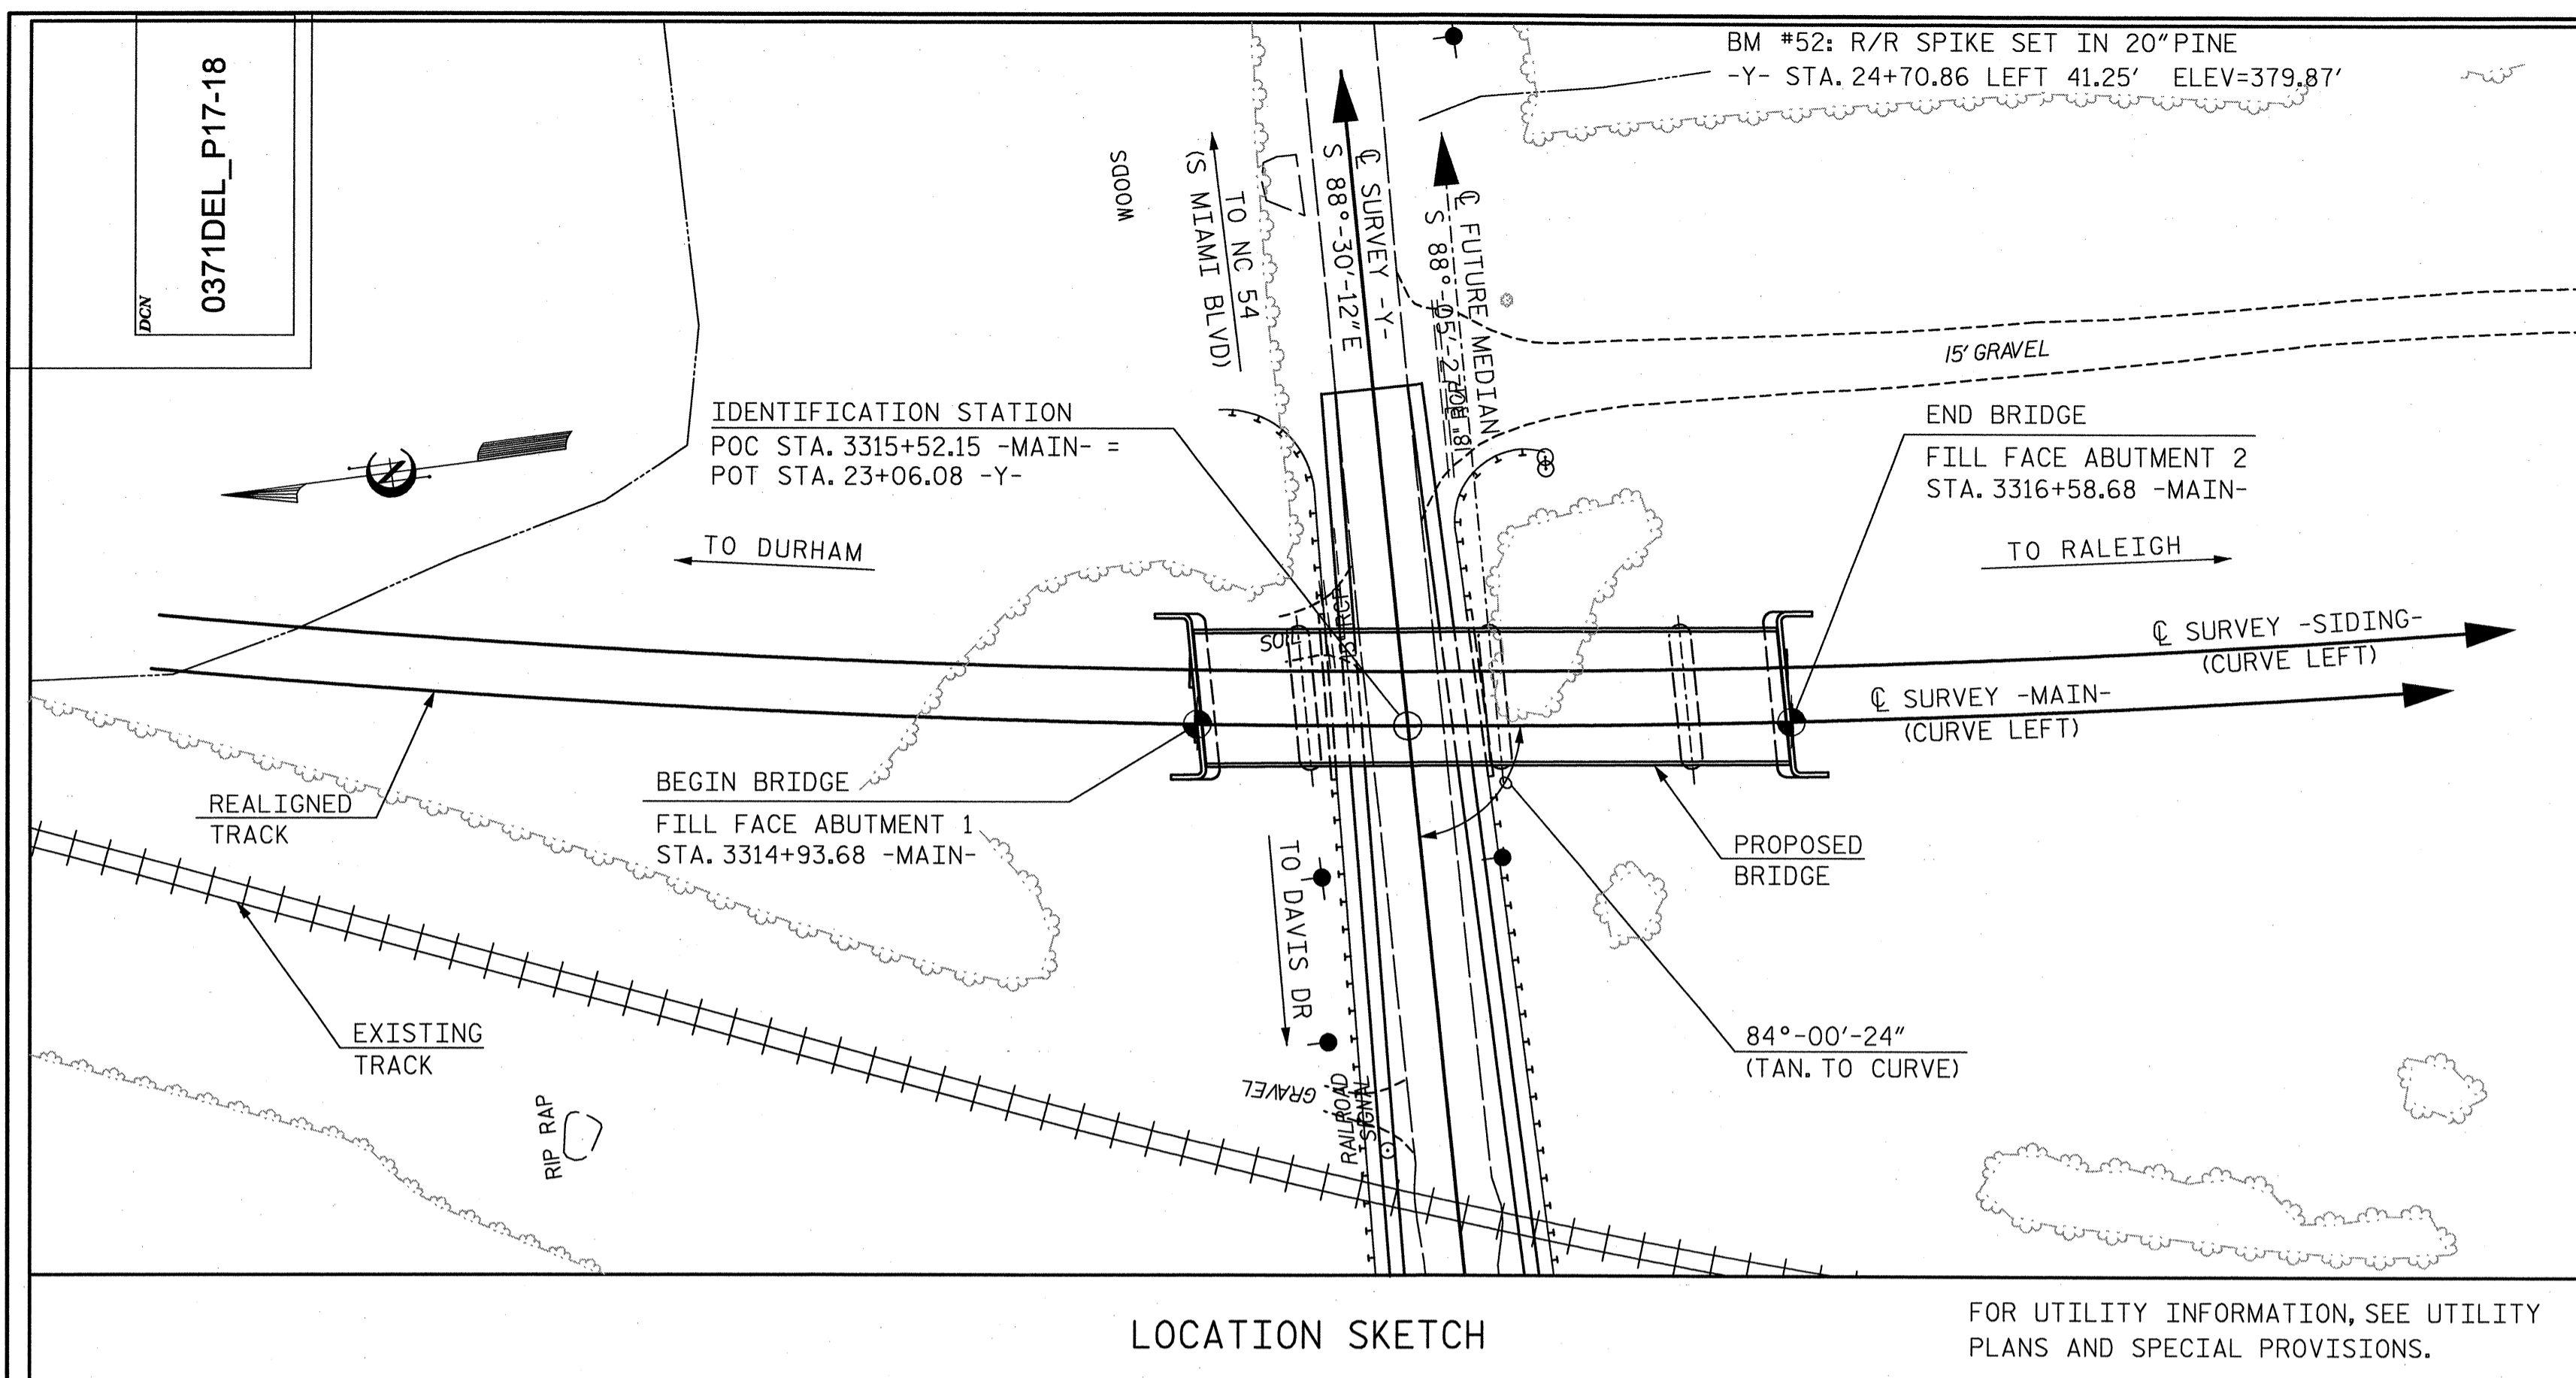 BM #52: R/R SPIKE SET IN 20" PINE
-Y- STA. 24+70.86 LEFT 41.25' ELEV=379.87'
DCN
0371DEL_P17-18
WOODS
TO NC 54
(S MIAMI BLVD)
S 88°-30'-12" E
℄ SURVEY -Y-
℄ FUTURE MEDIAN
S 88°-05'-2
15' GRAVEL
IDENTIFICATION STATION
POC STA. 3315+52.15 -MAIN- =
POT STA. 23+06.08 -Y-
END BRIDGE
FILL FACE ABUTMENT 2
STA. 3316+58.68 -MAIN-
TO DURHAM
TO RALEIGH
SOIL
℄ SURVEY -SIDING-
(CURVE LEFT)
℄ SURVEY -MAIN-
(CURVE LEFT)
BEGIN BRIDGE
FILL FACE ABUTMENT 1
STA. 3314+93.68 -MAIN-
REALIGNED
TRACK
PROPOSED
BRIDGE
TO DAVIS DR
EXISTING
TRACK
84°-00'-24"
(TAN. TO CURVE)
GRAVEL
RAILROAD
SIGNAL
RIP RAP
LOCATION SKETCH
FOR UTILITY INFORMATION, SEE UTILITY
PLANS AND SPECIAL PROVISIONS.